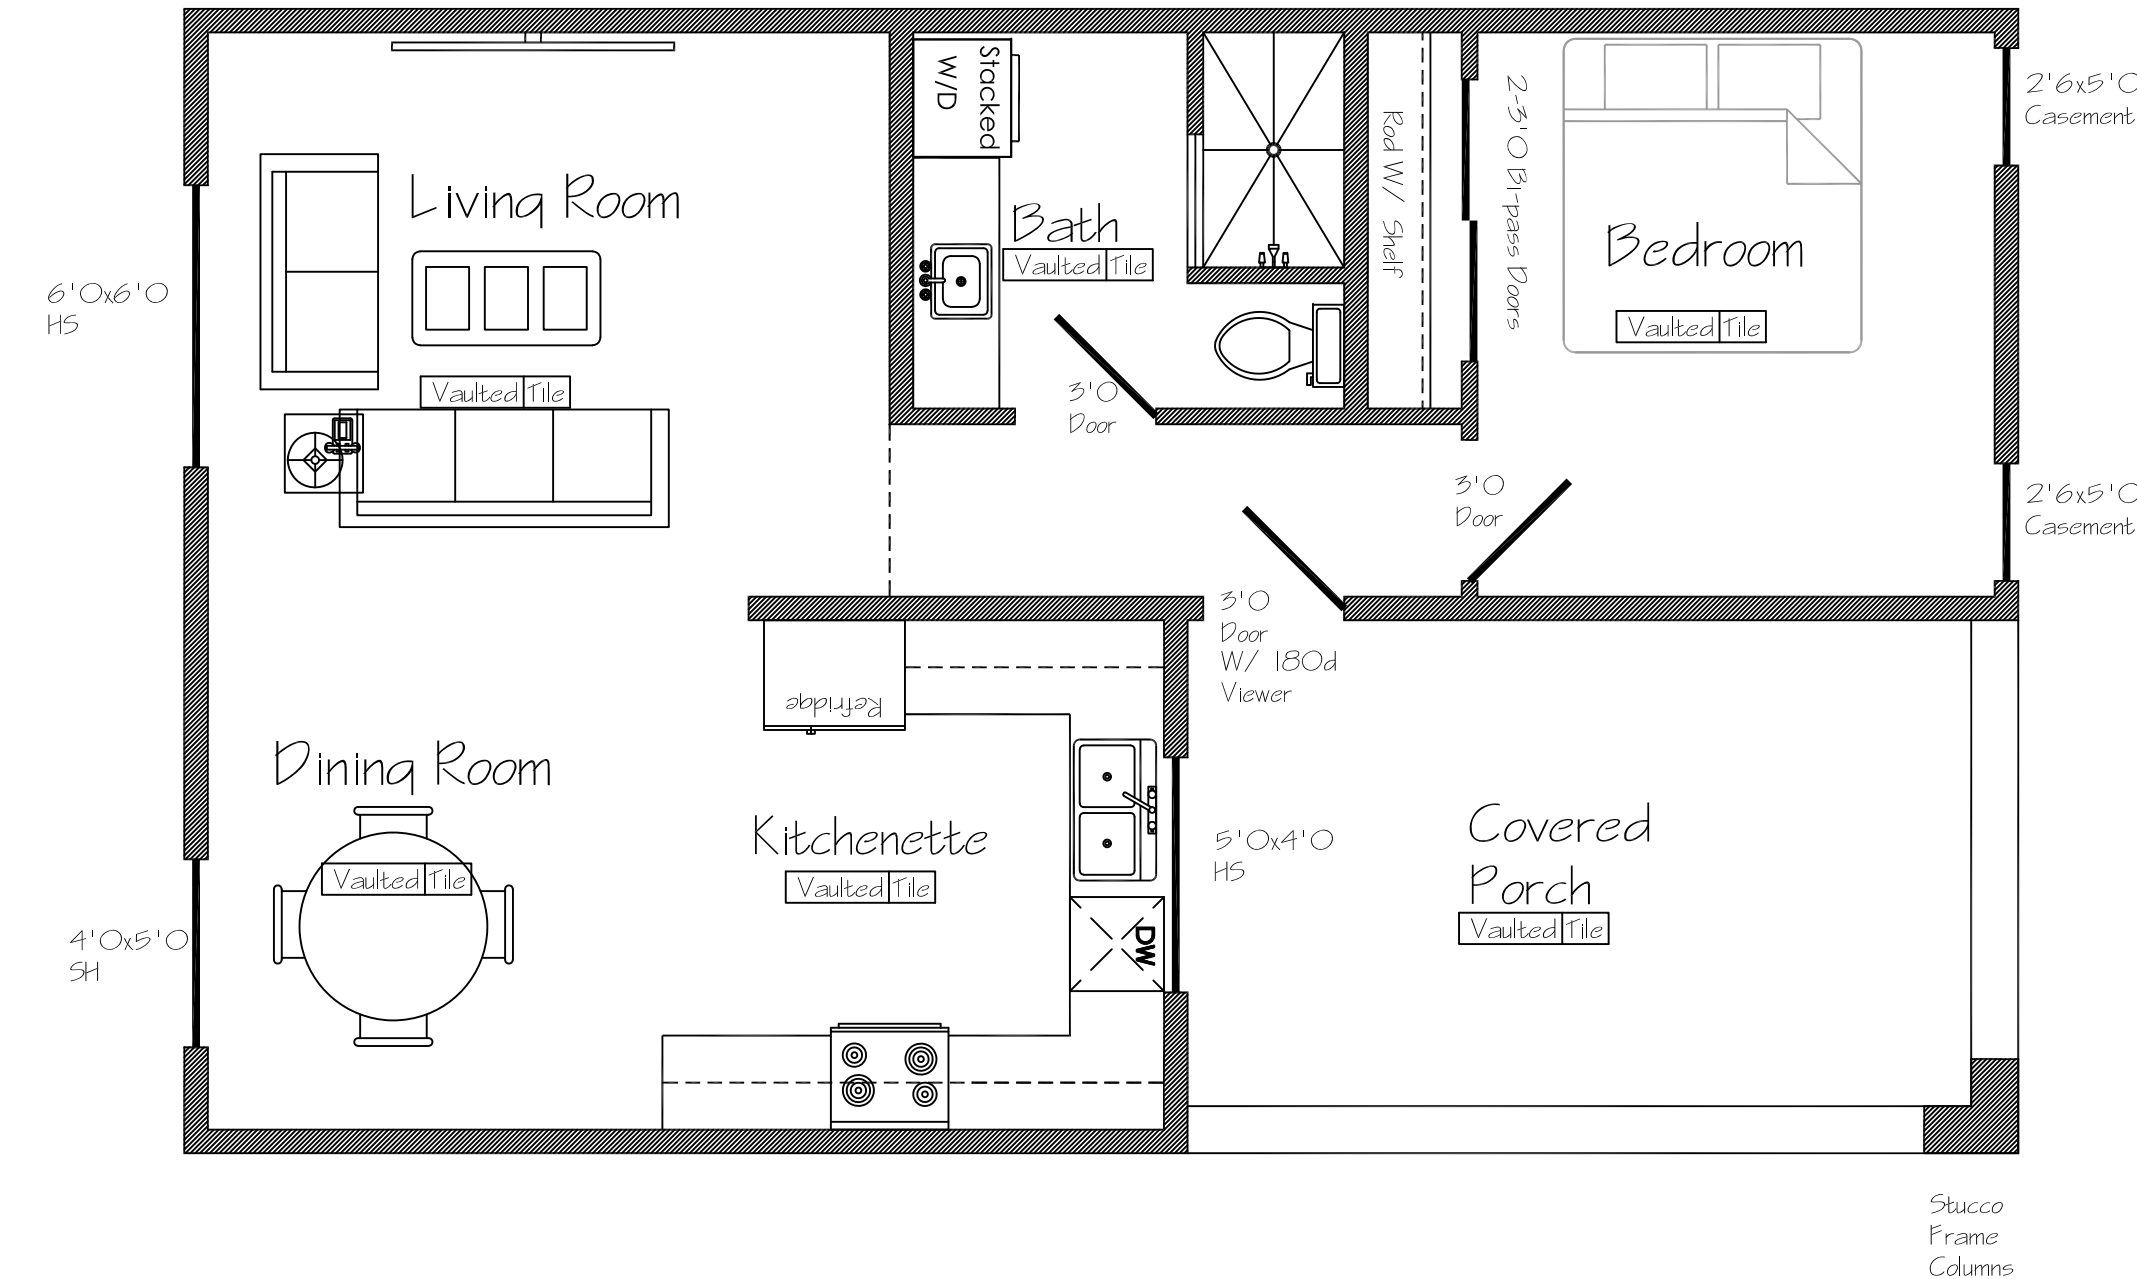 Stacked
W/D
2'6x5'0
Casement
Living Room
Rod W/ Shelf
2-3'0 Bi-pass Doors
Bath
Vaulted Tile
Bedroom
6'0x6'0
HS
Vaulted Tile
Vaulted Tile
3'0
Door
3'0
Door
2'6x5'0
Casement
3'0
Door
W/ 180d
Viewer
Refridge
Dining Room
Kitchenette
Covered
Porch
5'0x4'0
HS
Vaulted Tile
Vaulted Tile
Vaulted Tile
4'0x5'0
SH
DW
Stucco
Frame
Columns